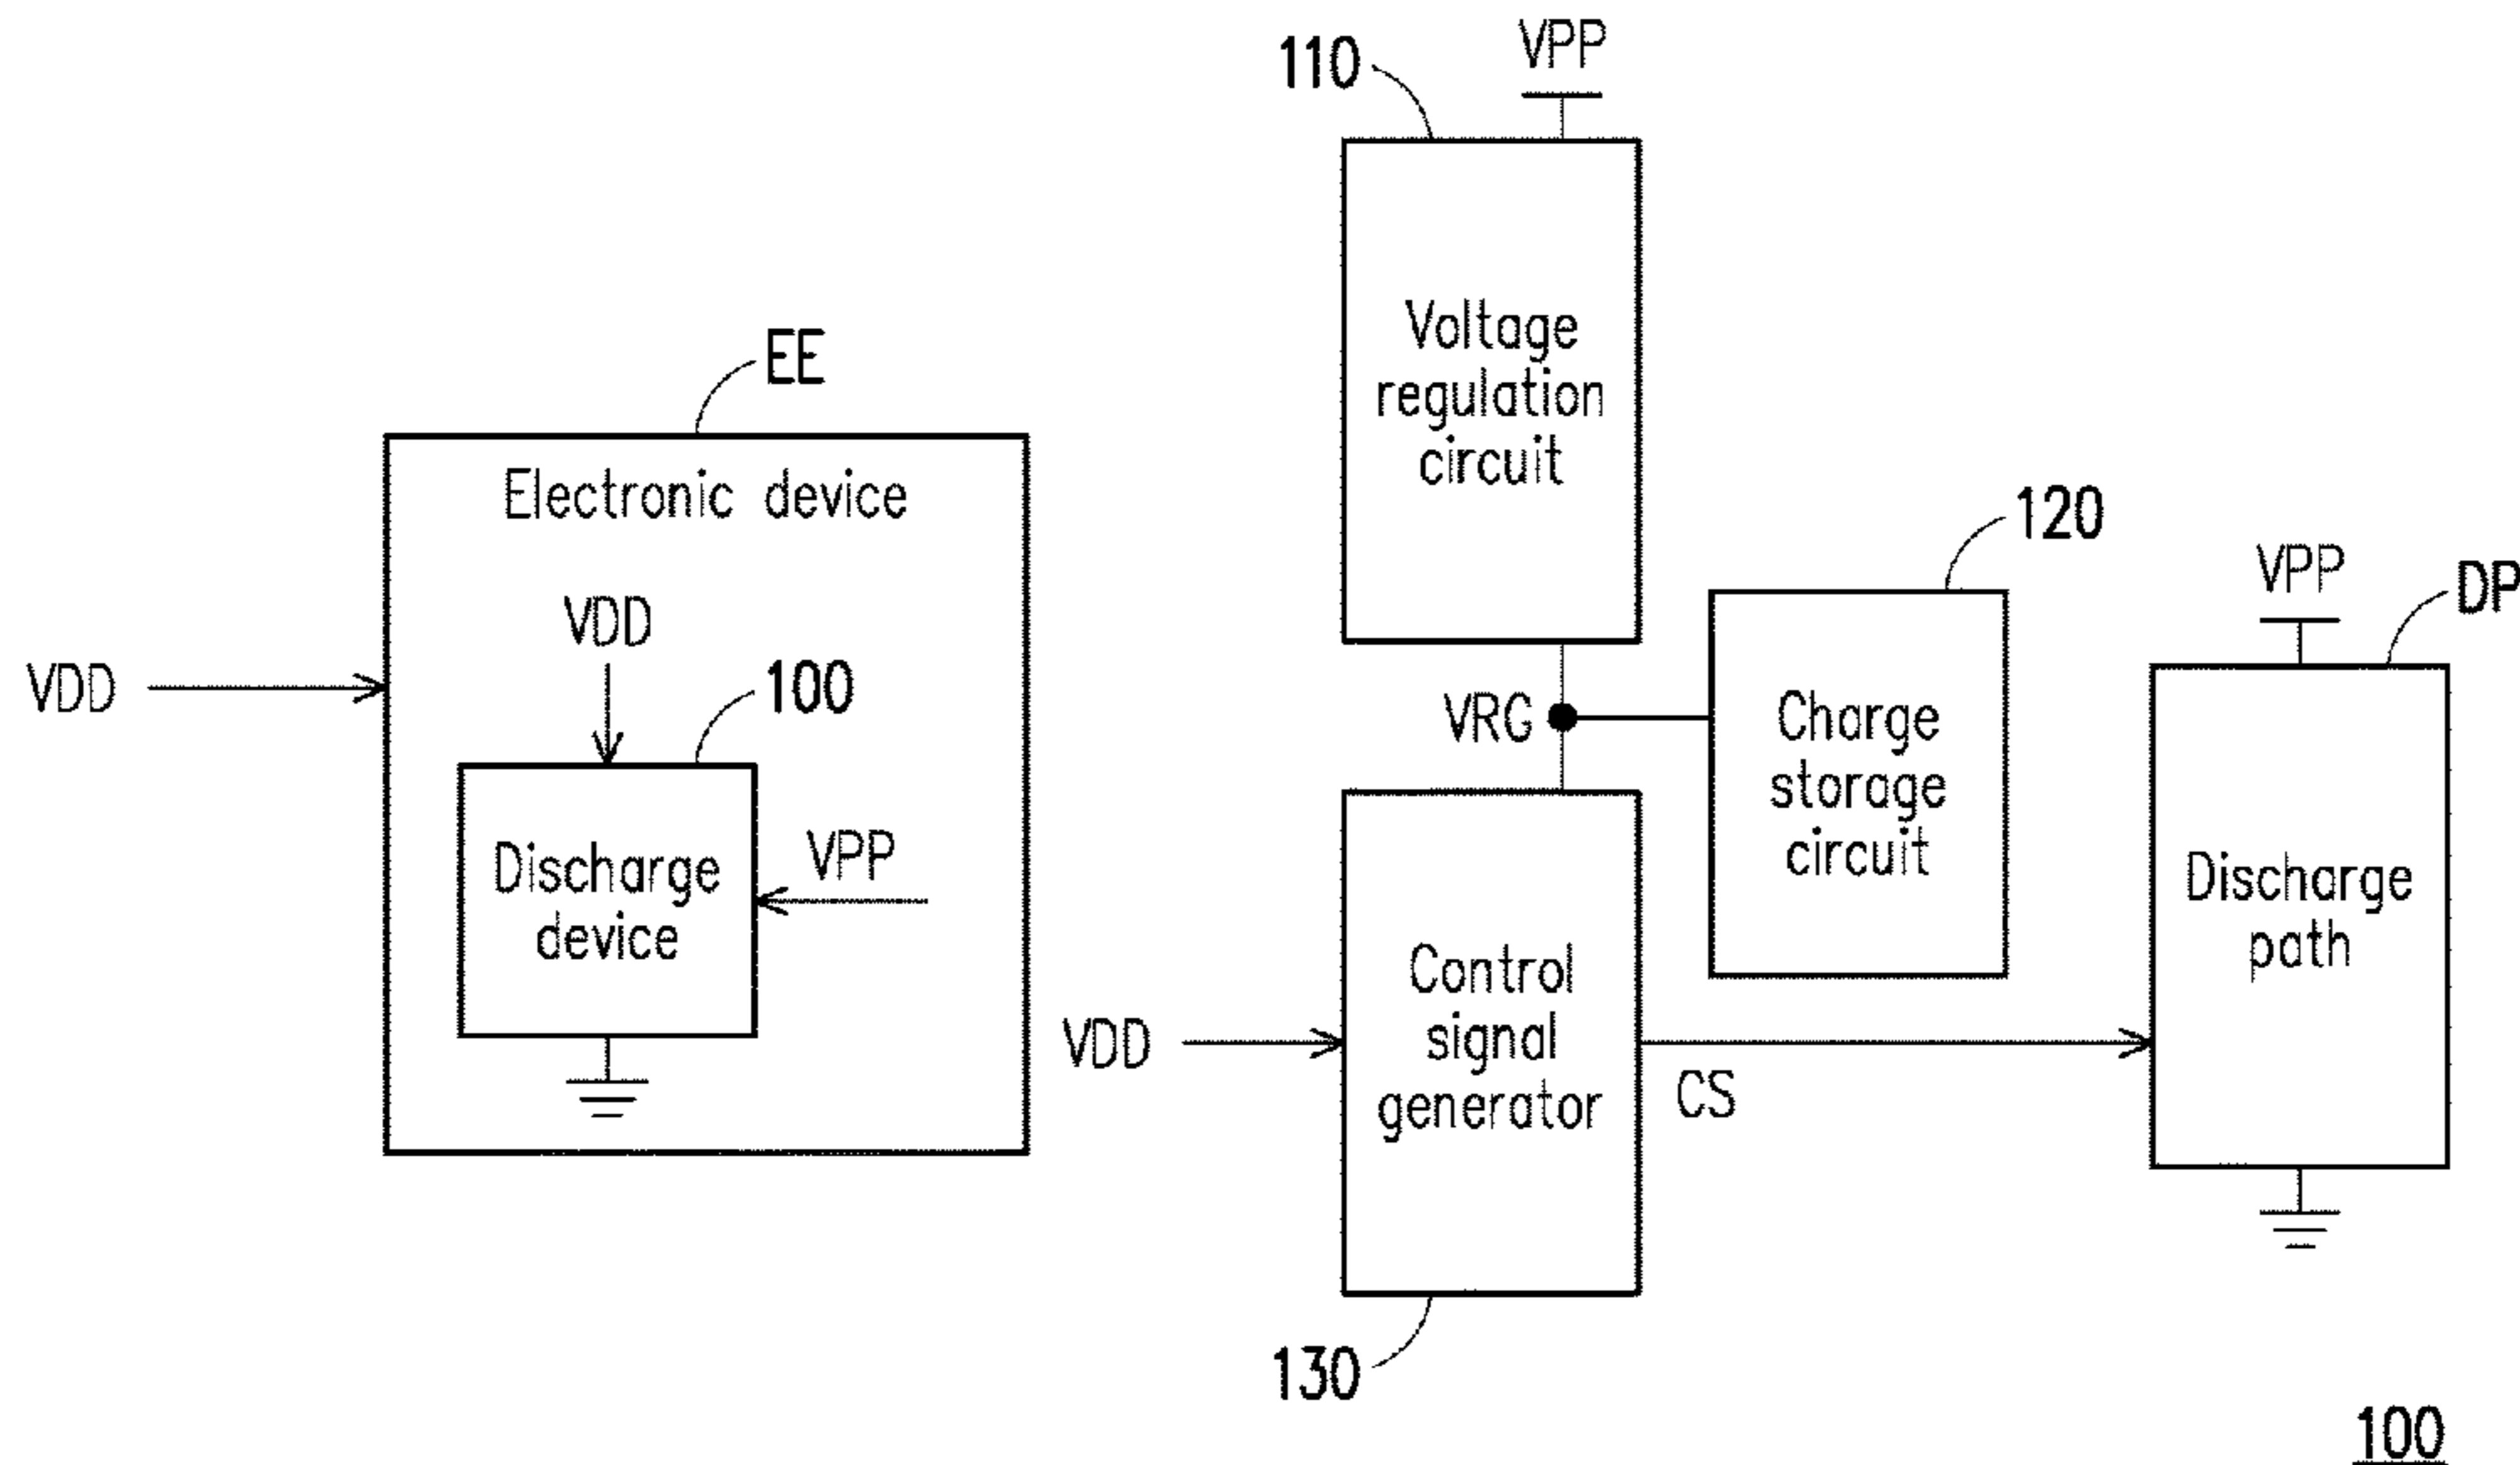 EE
Electronic device
VDD
VDD
100
Discharge
device
VPP
110
VPP
Voltage
regulation
circuit
VRG
120
Charge
storage
circuit
VDD
Control
signal
generator
130
CS
VPP
DP
Discharge
path
100